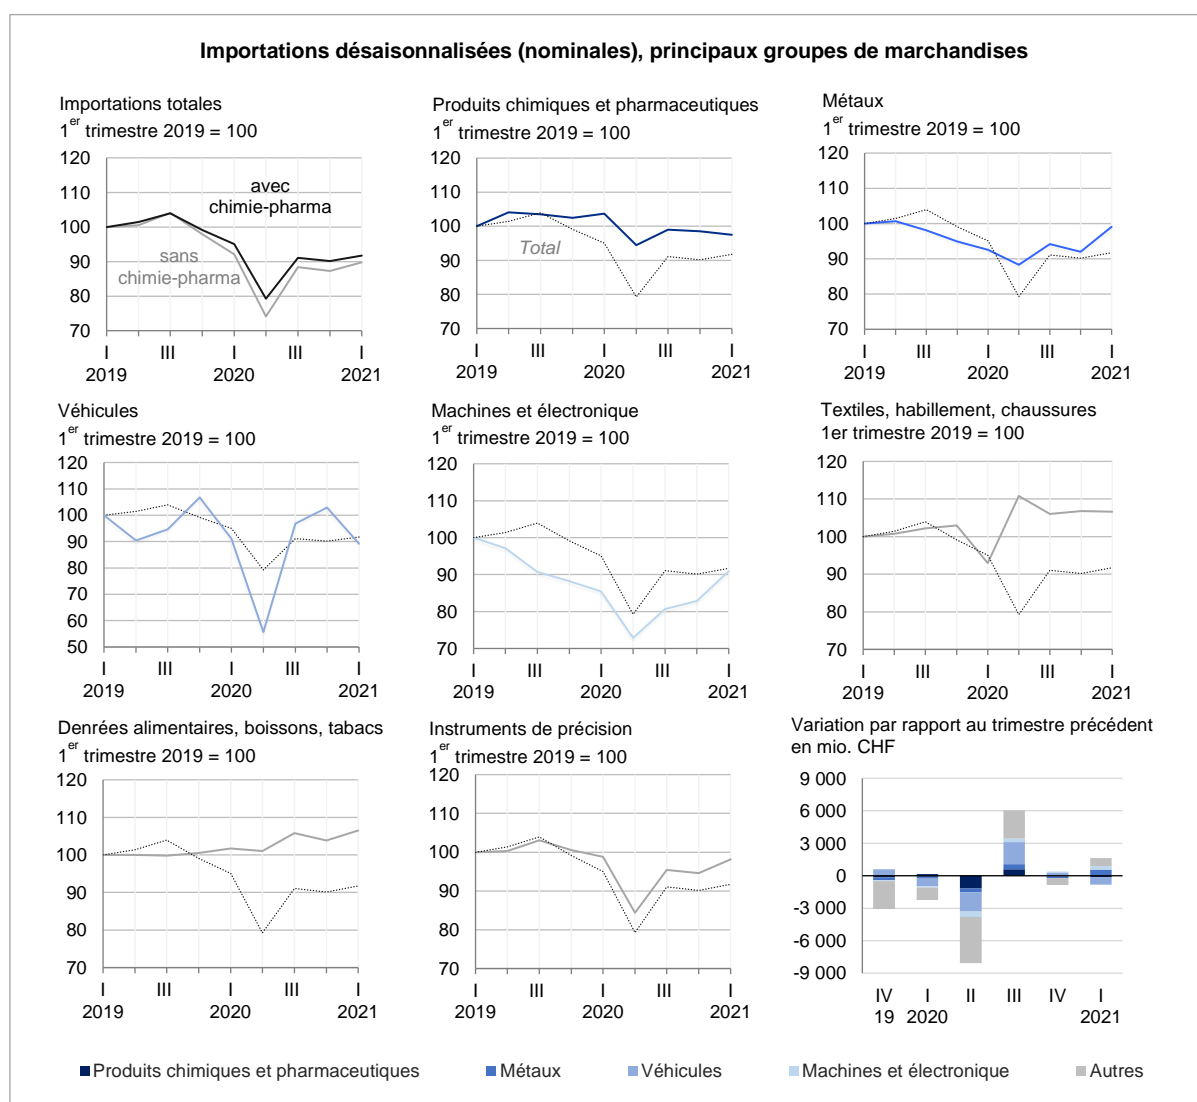 Importations désaisonnalisées (nominales), principaux groupes de marchandises
Importations totales
1er trimestre 2019 = 100
120
110
100
90
80
70
avec
chimie-pharma
sans
chimie-pharma
I
III
I
III
I
2019
2020
2021
Produits chimiques et pharmaceutiques
1er trimestre 2019 = 100
120
110
100
90
80
70
Total
I
III
I
III
I
2019
2020
2021
Métaux
1er trimestre 2019 = 100
120
110
100
90
80
70
I
III
I
III
I
2019
2020
2021
Véhicules
1er trimestre 2019 = 100
120
110
100
90
80
70
60
50
I
III
I
III
I
2019
2020
2021
Machines et électronique
1er trimestre 2019 = 100
120
110
100
90
80
70
I
III
I
III
I
2019
2020
2021
Textiles, habillement, chaussures
1er trimestre 2019 = 100
120
110
100
90
80
70
I
III
I
III
I
2019
2020
2021
Denrées alimentaires, boissons, tabacs
1er trimestre 2019 = 100
120
110
100
90
80
70
I
III
I
III
I
2019
2020
2021
Instruments de précision
1er trimestre 2019 = 100
120
110
100
90
80
70
I
III
I
III
I
2019
2020
2021
Variation par rapport au trimestre précédent
en mio. CHF
9 000
6 000
3 000
0
-3 000
-6 000
-9 000
IV
I
II
III
IV
I
19
2020
2021
Produits chimiques et pharmaceutiques
Métaux
Véhicules
Machines et électronique
Autres